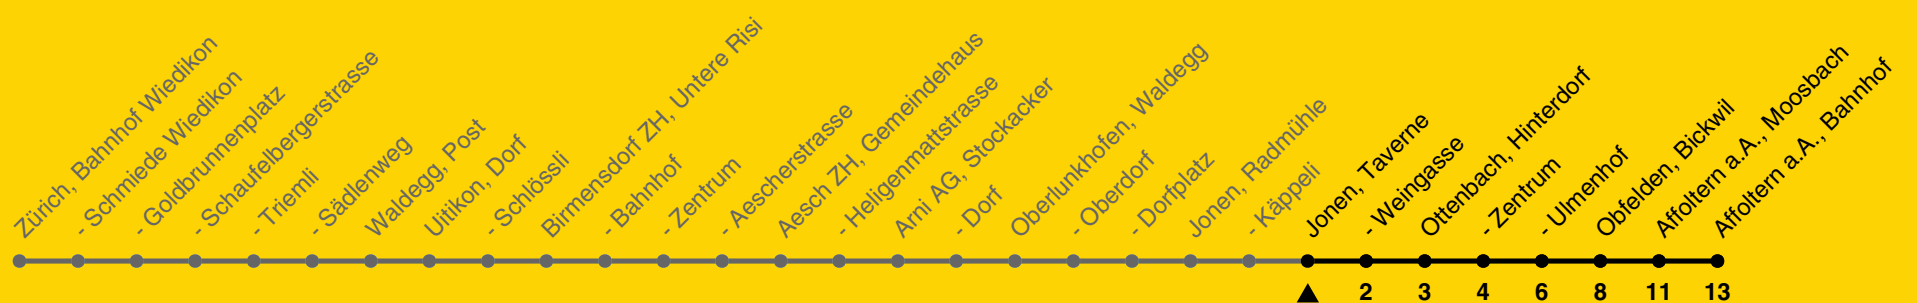 Zürich, Bahnhof Wiedikon
- Schmiede Wiedikon
- Goldbrunnenplatz
- Schaufelbergerstrasse
- Triemli
- Sädlenweg
Waldegg, Post
Uitikon, Dorf
- Schlössli
Birmensdorf ZH, Untere Risi
- Bahnhof
- Zentrum
- Aescherstrasse
Aesch ZH, Gemeindehaus
- Heligenmattstrasse
Arni AG, Stockacker
- Dorf
Oberlunkhofen, Waldegg
- Oberdorf
- Dorfplatz
Jonen, Radmühle
- Käppeli
Jonen, Taverne
- Weingasse
Ottenbach, Hinterdorf
- Zentrum
- Ulmenhof
Obfelden, Bickwil
Affoltern a.A., Moosbach
Affoltern a.A., Bahnhof
2 3 4 6 8 11 13